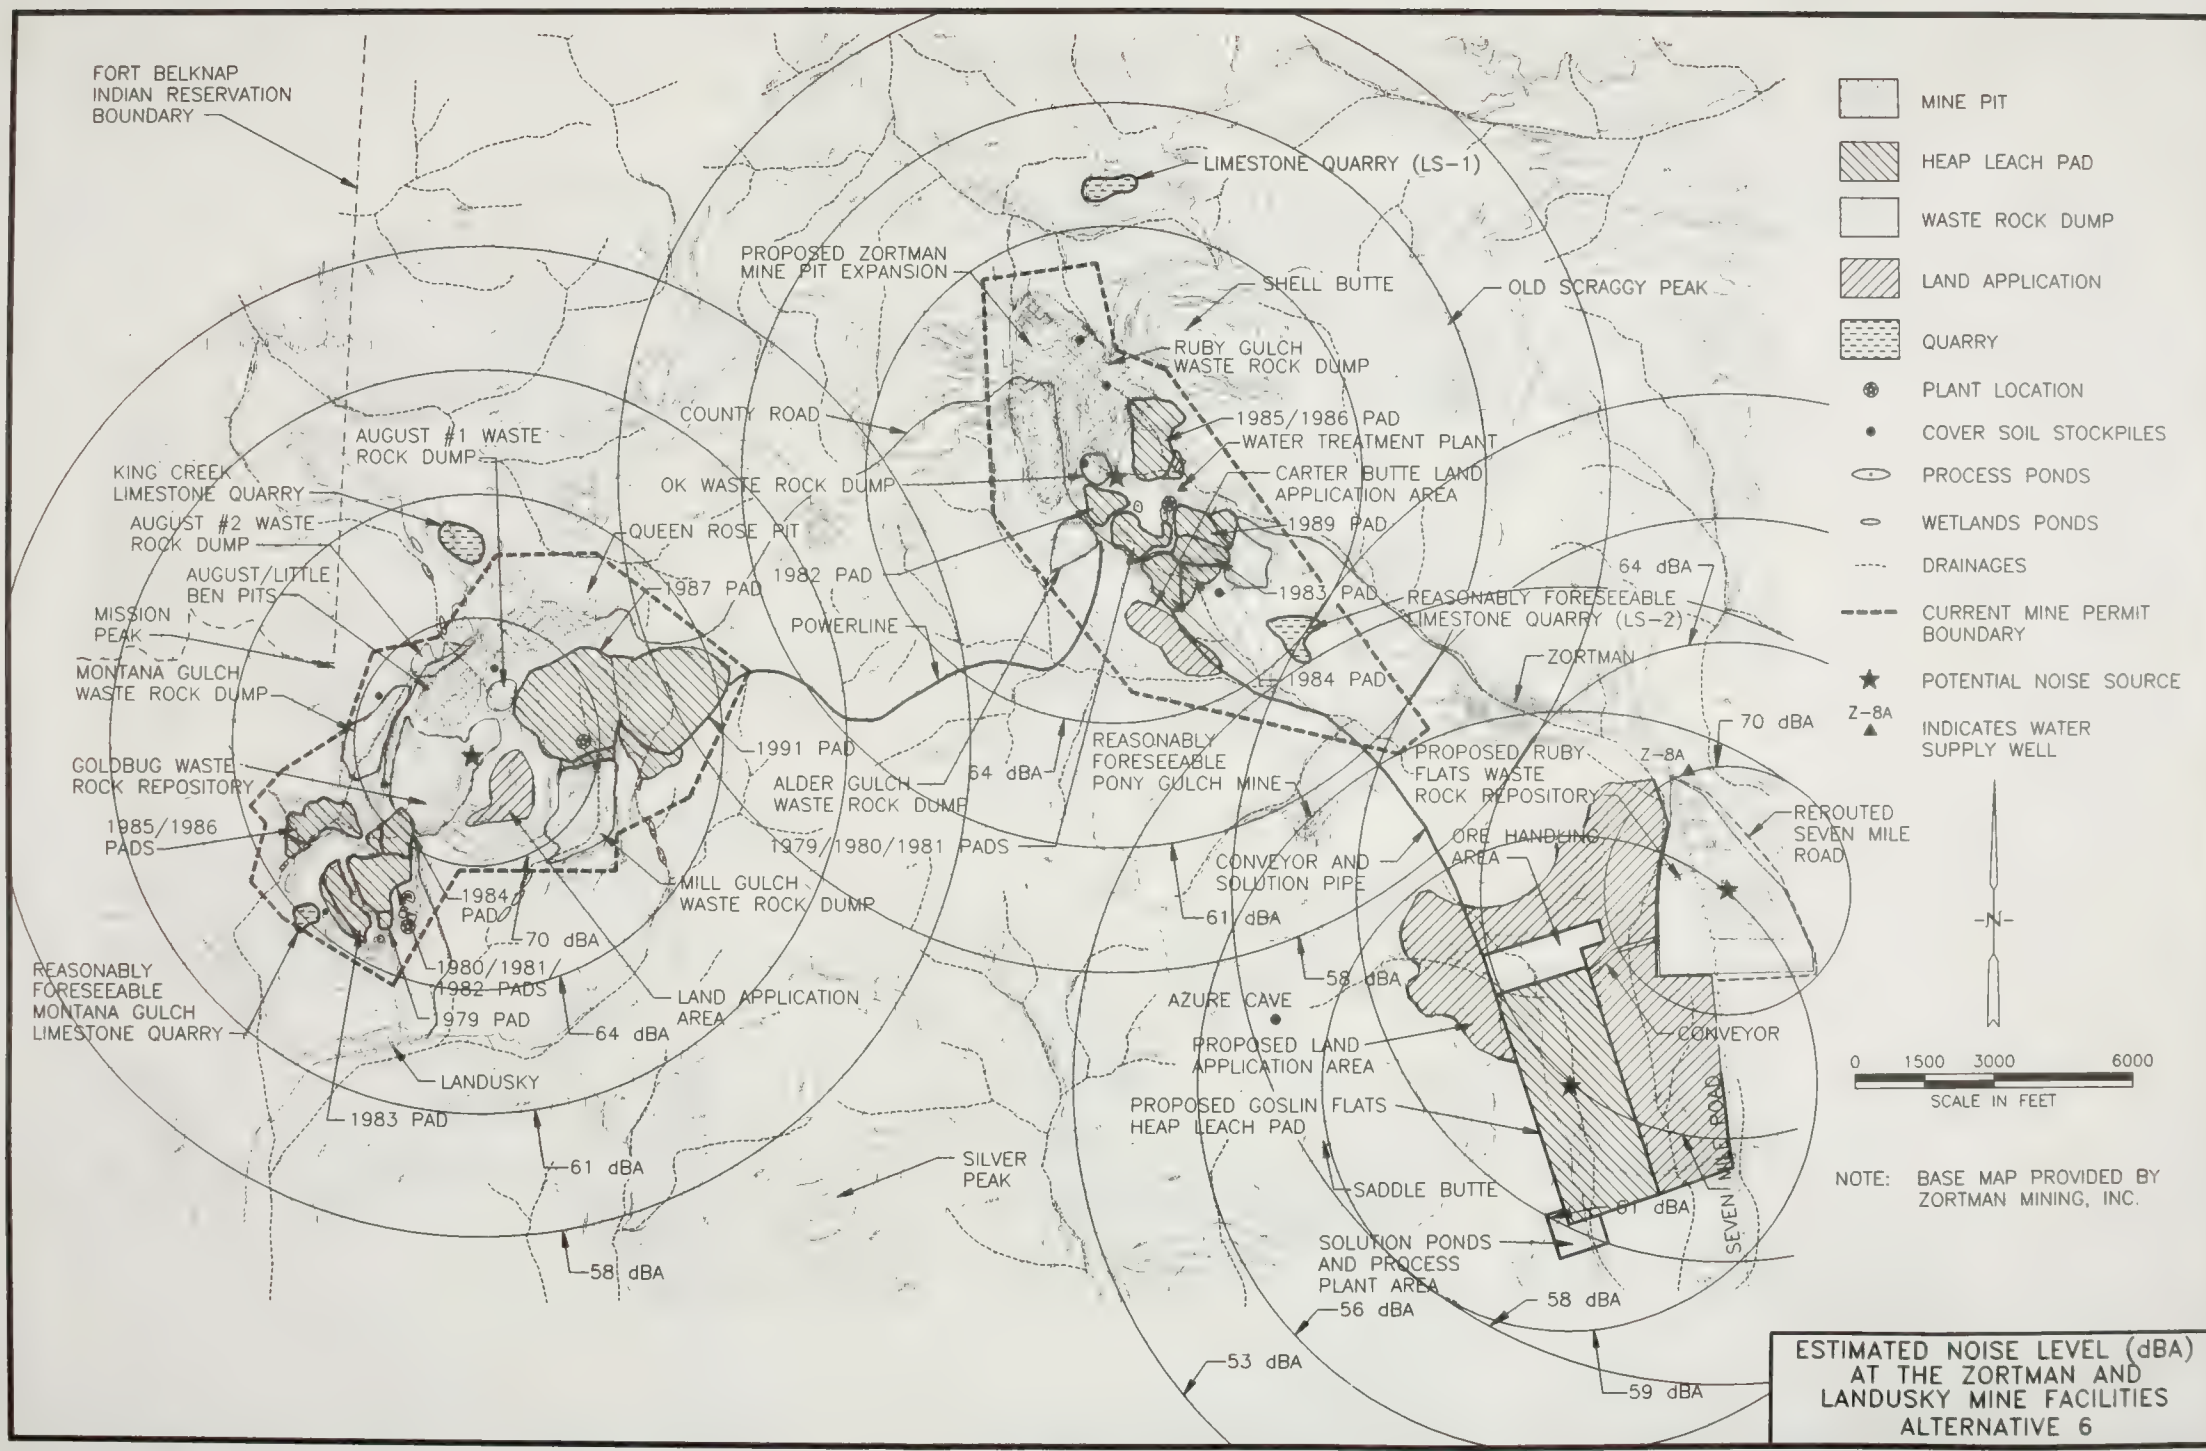 FORT BELKNAP
INDIAN RESERVATION
BOUNDARY
LIMESTONE QUARRY (LS-1)
PROPOSED ZORTMAN
MINE PIT EXPANSION
SHELL BUTTE
OLD SCRAGGY PEAK
RUBY GULCH
WASTE ROCK DUMP
COUNTY ROAD
1985/1986 PAD
WATER TREATMENT PLANT
AUGUST #1 WASTE
ROCK DUMP
KING CREEK
LIMESTONE QUARRY
OK WASTE ROCK DUMP
CARTER BUTTE LAND
APPLICATION AREA
AUGUST #2 WASTE
ROCK DUMP
QUEEN ROSE PIT
1989 PAD
AUGUST/LITTLE
BEN PITS
1987 PAD
1982 PAD
64 dBA
1983 PAD
REASONABLY FORESEEABLE
LIMESTONE QUARRY (LS-2)
MISSION
PEAK
POWERLINE
ZORTMAN
MONTANA GULCH
WASTE ROCK DUMP
1984 PAD
70 dBA
1991 PAD
REASONABLY
FORESEEABLE
PONY GULCH MINE
PROPOSED RUBY
FLATS WASTE
ROCK REPOSITORY
Z-8A
GOLDBUG WASTE
ROCK REPOSITORY
ALDER GULCH
WASTE ROCK DUMP
64 dBA
REROUTED
SEVEN MILE
ROAD
1985/1986
PADS
1979/1980/1981 PADS
ORE HANDLING
AREA
CONVEYOR AND
SOLUTION PIPE
MILL GULCH
WASTE ROCK DUMP
1984
PAD
61 dBA
70 dBA
1980/1981/
1982 PADS
58 dBA
REASONABLY
FORESEEABLE
MONTANA GULCH
LIMESTONE QUARRY
LAND APPLICATION
AREA
AZURE CAVE
1979 PAD
64 dBA
CONVEYOR
PROPOSED LAND
APPLICATION AREA
LANDUSKY
1983 PAD
PROPOSED GOSLIN FLATS
HEAP LEACH PAD
61 dBA
SILVER
PEAK
SADDLE BUTTE
61 dBA
SEVEN MILE ROAD
SOLUTION PONDS
AND PROCESS
PLANT AREA
58 dBA
58 dBA
56 dBA
53 dBA
59 dBA
MINE PIT
HEAP LEACH PAD
WASTE ROCK DUMP
LAND APPLICATION
QUARRY
PLANT LOCATION
COVER SOIL STOCKPILES
PROCESS PONDS
WETLANDS PONDS
DRAINAGES
CURRENT MINE PERMIT
BOUNDARY
POTENTIAL NOISE SOURCE
Z-8A
INDICATES WATER
SUPPLY WELL
N
0 1500 3000 6000
SCALE IN FEET
NOTE: BASE MAP PROVIDED BY
ZORTMAN MINING, INC.
ESTIMATED NOISE LEVEL (dBA)
AT THE ZORTMAN AND
LANDUSKY MINE FACILITIES
ALTERNATIVE 6